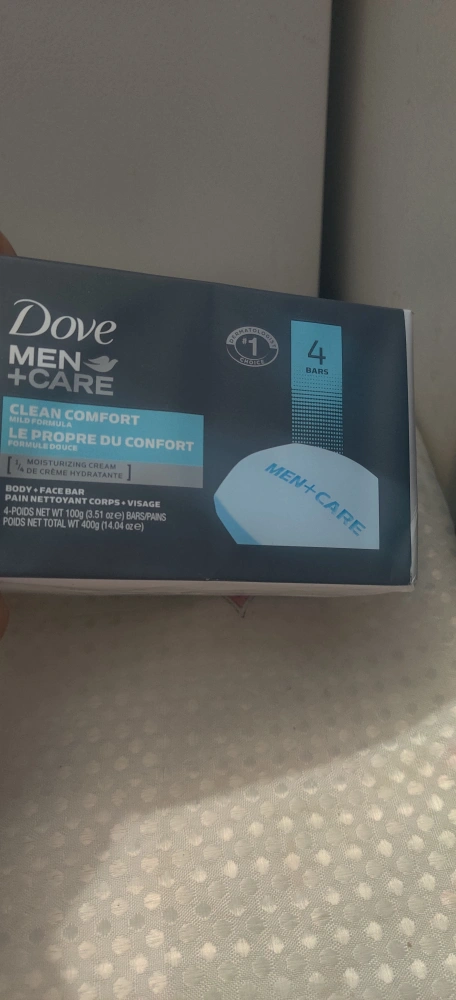 Dove
MEN
+CARE
CLEAN COMFORT
MILD FORMULA
LE PROPRE DU CONFORT
FORMULE DOUCE
1/4 MOISTURIZING CREAM
DE CRÈME HYDRATANTE
BODY + FACE BAR
PAIN NETTOYANT CORPS + VISAGE
4-POIDS NET WT 100g (3.51 oz℮) BARS/PAINS
POIDS NET TOTAL WT 400g (14.04 oz℮)
DERMATOLOGIST
#1
CHOICE
4
BARS
MEN+CARE